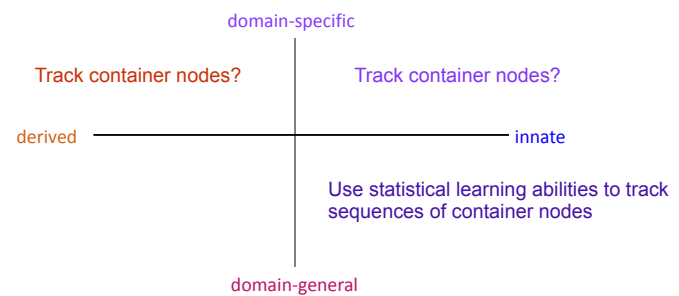 domain-specific
Track container nodes?
Track container nodes?
derived
innate
Use statistical learning abilities to track
sequences of container nodes
domain-general